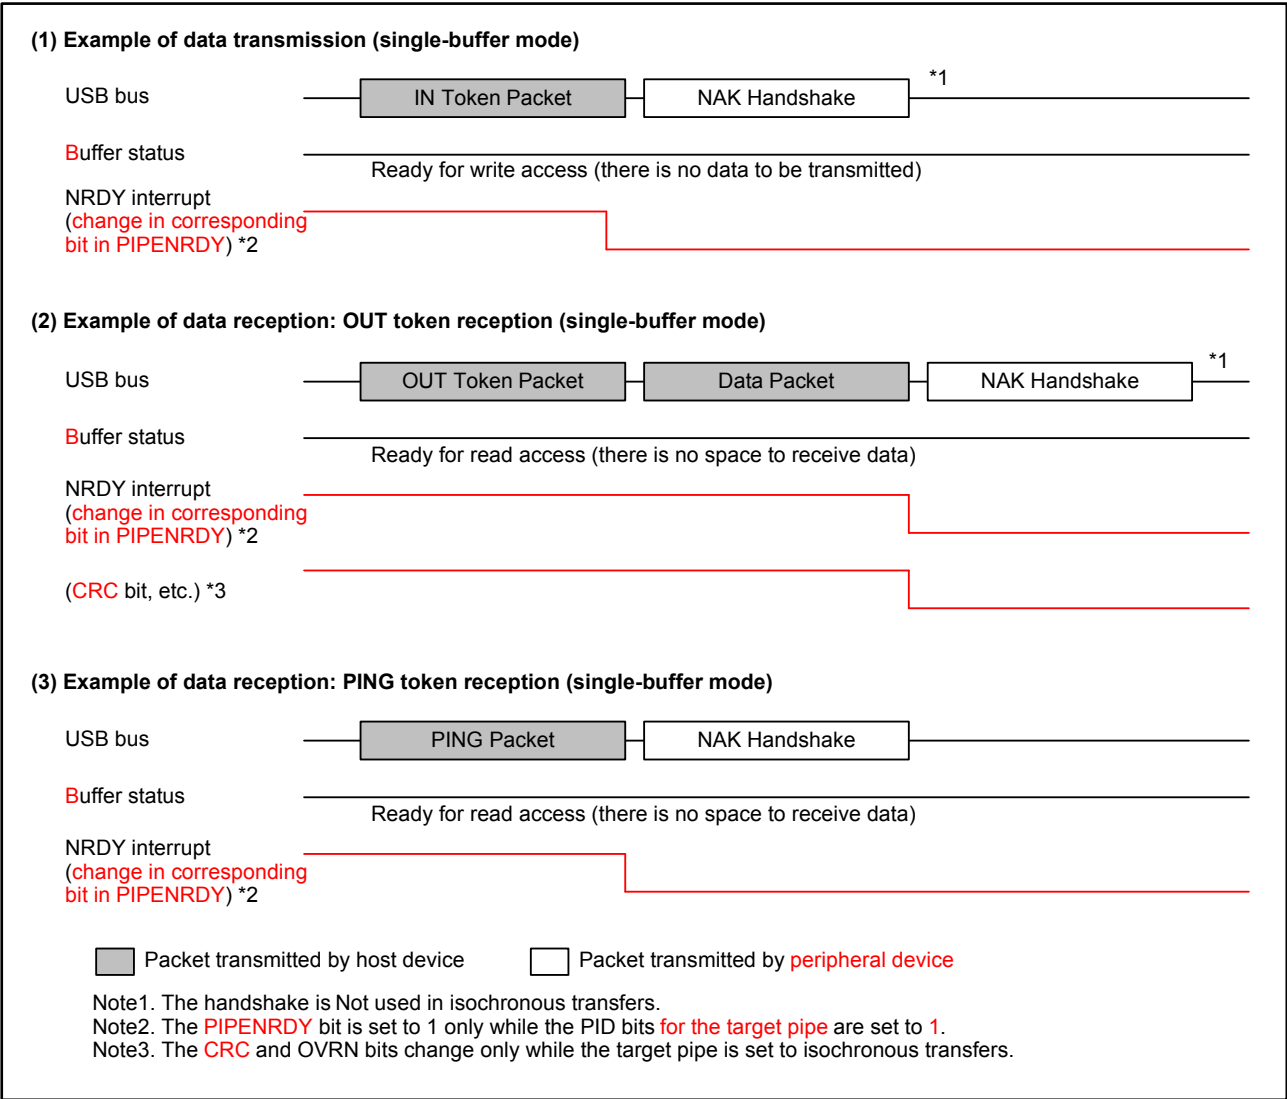 (1) Example of data transmission (single-buffer mode)
USB bus
IN Token Packet
NAK Handshake
*1
Buffer status
Ready for write access (there is no data to be transmitted)
NRDY interrupt
(change in corresponding
bit in PIPENRDY) *2
(2) Example of data reception: OUT token reception (single-buffer mode)
USB bus
OUT Token Packet
Data Packet
NAK Handshake
*1
Buffer status
Ready for read access (there is no space to receive data)
NRDY interrupt
(change in corresponding
bit in PIPENRDY) *2
(CRC bit, etc.) *3
(3) Example of data reception: PING token reception (single-buffer mode)
USB bus
PING Packet
NAK Handshake
Buffer status
Ready for read access (there is no space to receive data)
NRDY interrupt
(change in corresponding
bit in PIPENRDY) *2
Packet transmitted by host device
Packet transmitted by peripheral device
Note1. The handshake is Not used in isochronous transfers.
Note2. The PIPENRDY bit is set to 1 only while the PID bits for the target pipe are set to 1.
Note3. The CRC and OVRN bits change only while the target pipe is set to isochronous transfers.